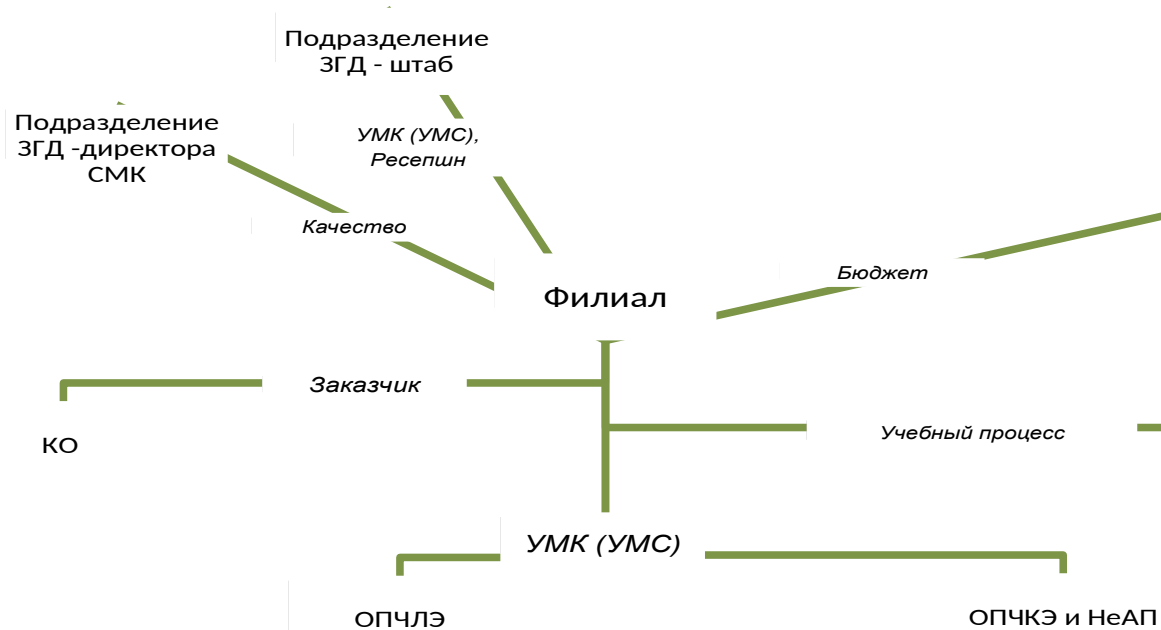 Подразделение
ЗГД - штаб
Подразделение
ЗГД -директора
СМК
УМК (УМС),
Ресепшн
Качество
Бюджет
Филиал
Заказчик
Учебный процесс
КО
УМК (УМС)
ОПЧЛЭ
ОПЧКЭ и НеАП